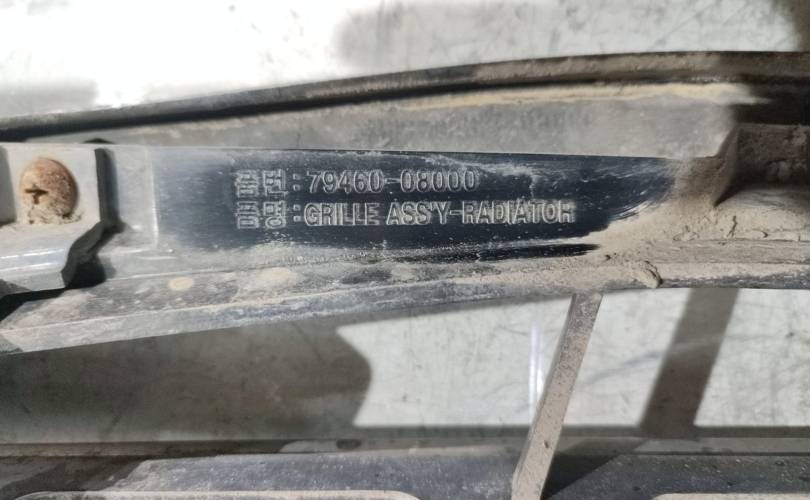 품번 : 79460-08000
품명 : GRILLE ASS'Y-RADIATOR